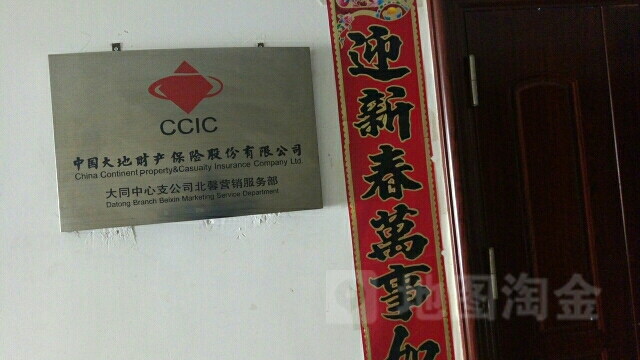 CCIC
中国大地财产保险股份有限公司
China Continent property&Casuaity Insurance Company Ltd.
大同中心支公司北馨营销服务部
Datong Branch Beixin Marketing Service Department
迎新春萬事如
地图淘金